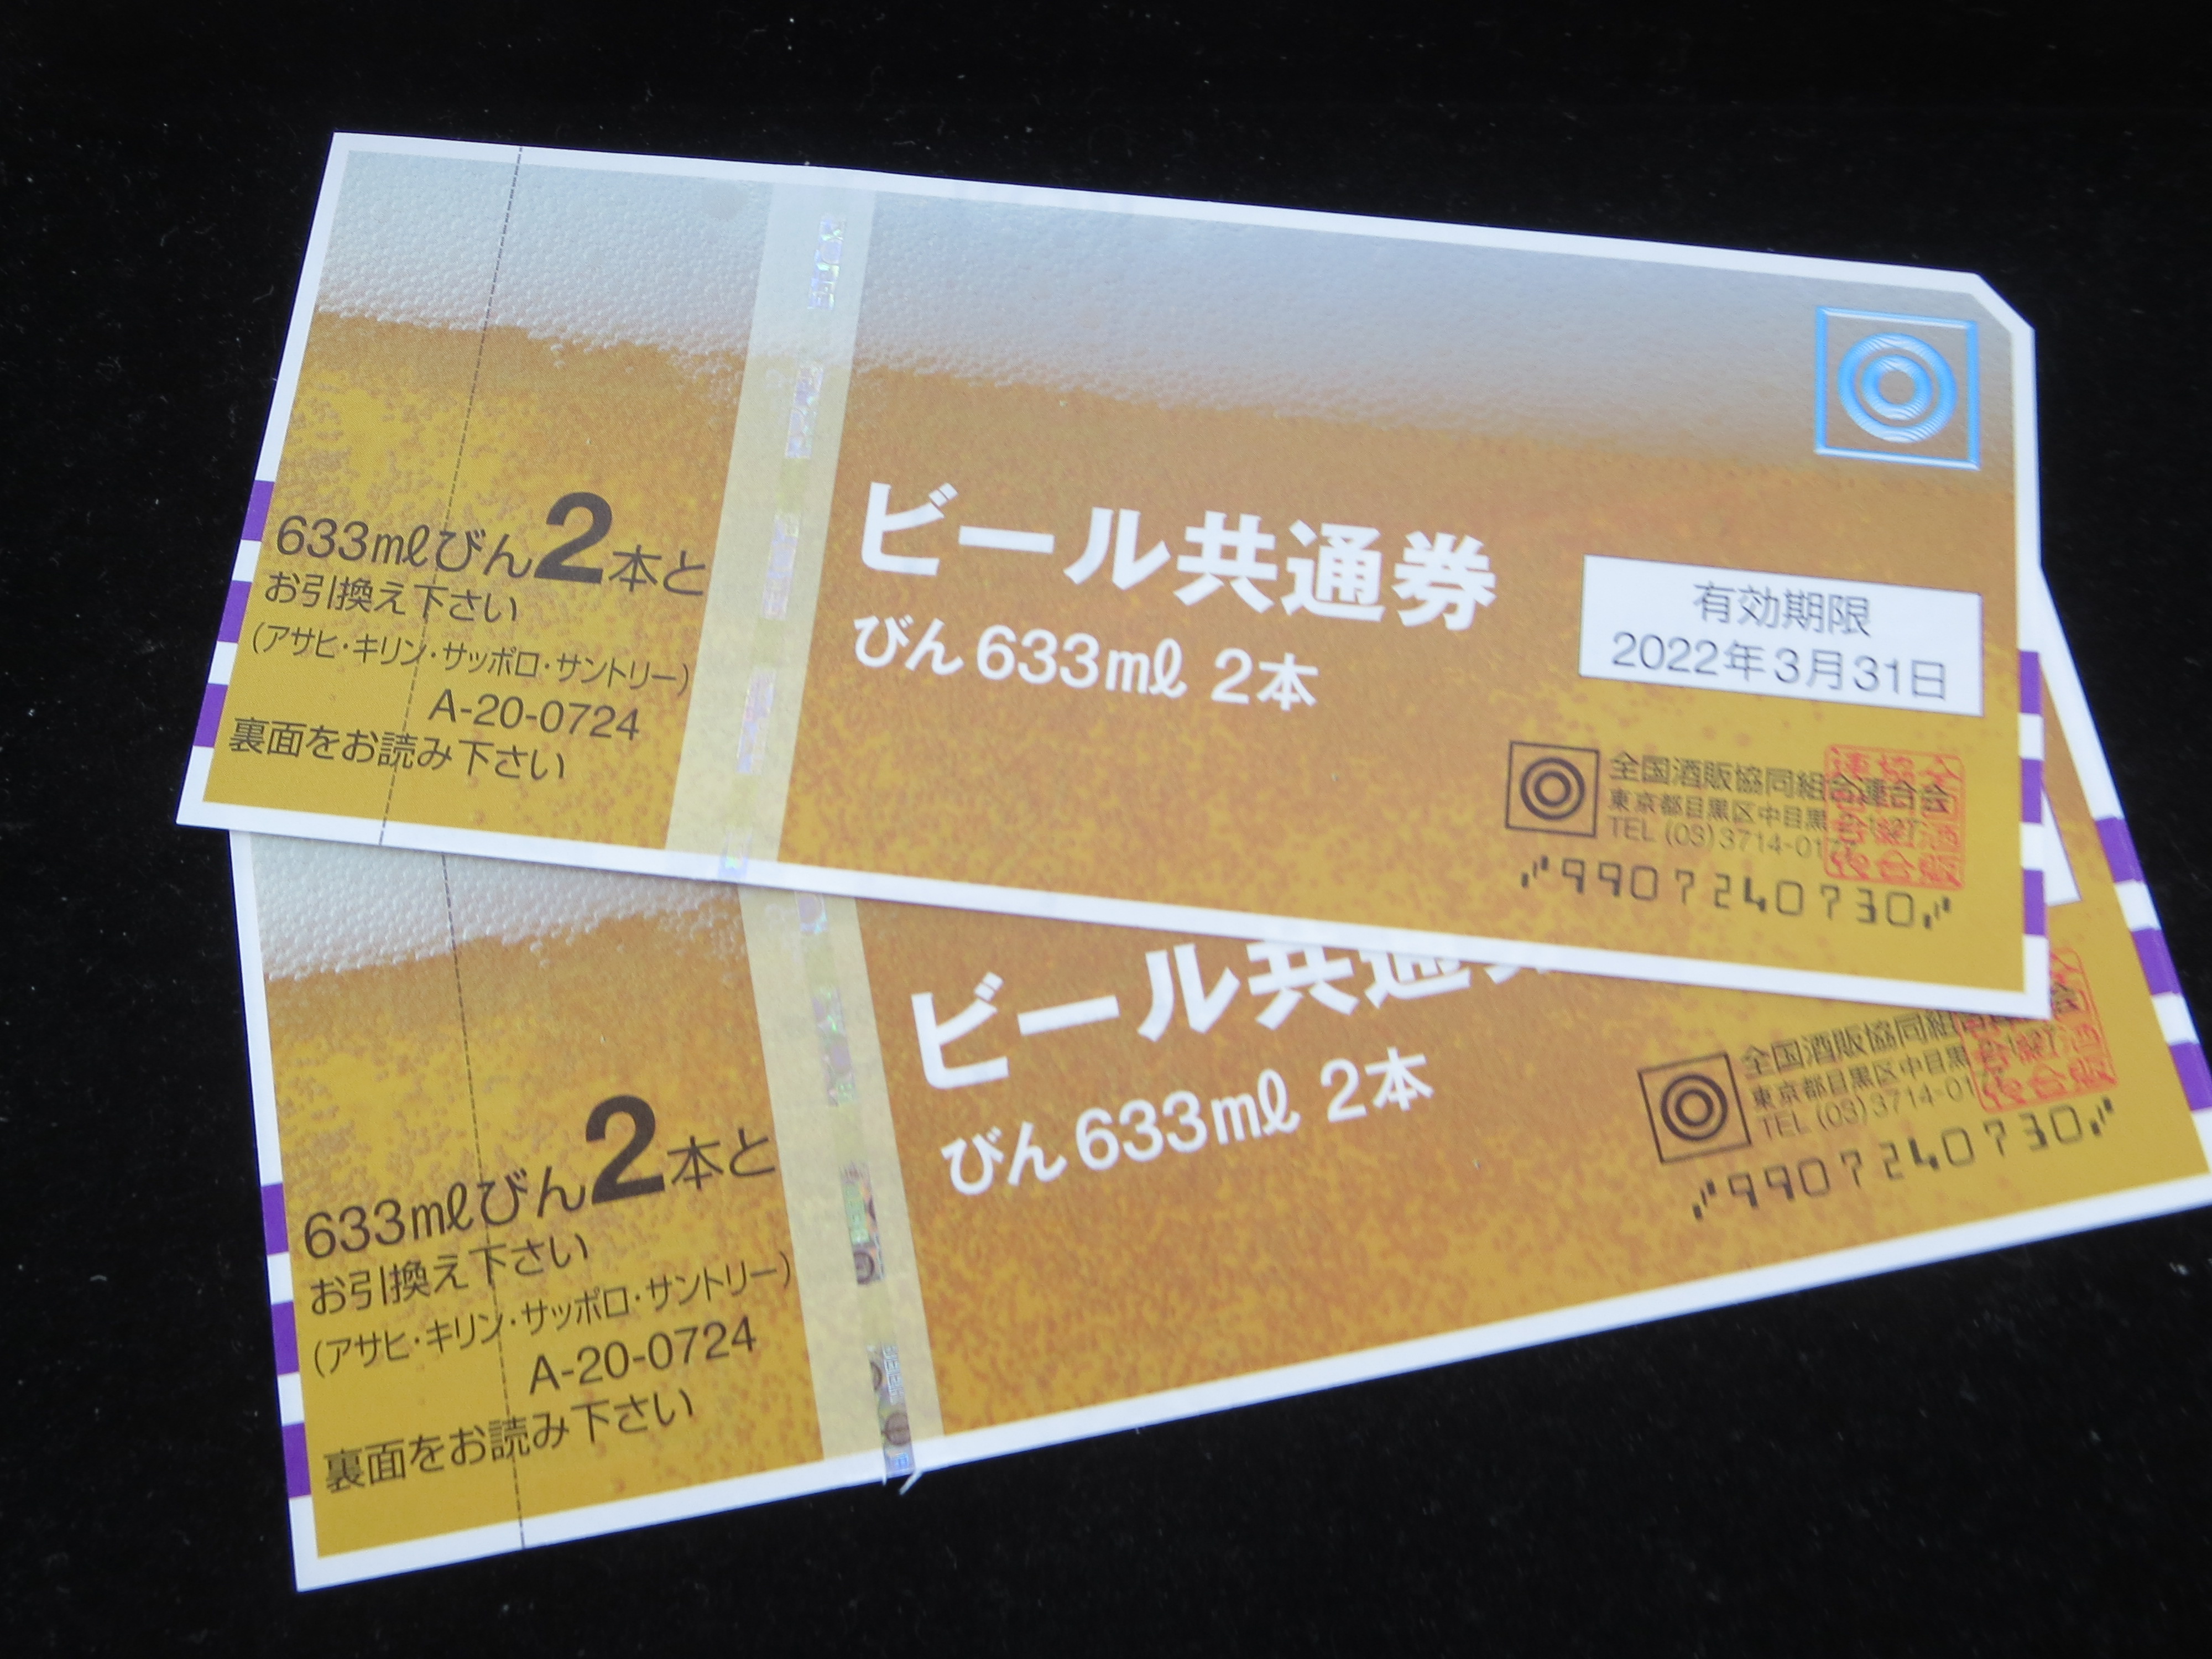 633mℓびん2本と
お引換え下さい
(アサヒ・キリン・サッポロ・サントリー)
A-20-0724
裏面をお読み下さい
ビール共通券
びん633mℓ 2本
有効期限
2022年3月31日
全国酒販協同組合連合会
東京都目黒区中目黒2-1-27
TEL (03)3714-017
9907240730
633mℓびん2本と
お引換え下さい
(アサヒ・キリン・サッポロ・サントリー)
A-20-0724
裏面をお読み下さい
ビール共通券
びん633mℓ 2本
全国酒販協同組
東京都目黒区中目黒2-1-27
TEL (03)3714-01
9907240730